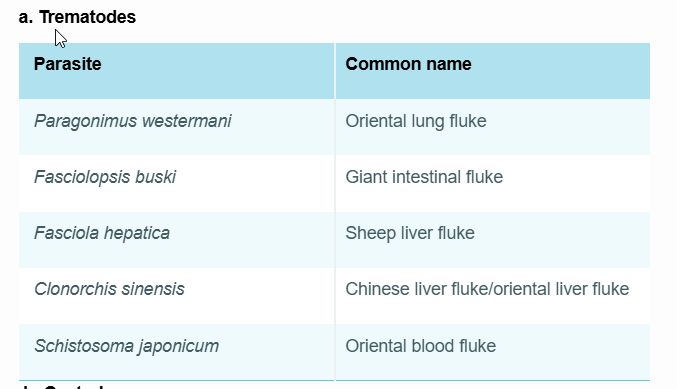 a. Trematodes
Parasite Common name
Paragonimus westermani Oriental lung fluke
Fasciolopsis buski Giant intestinal fluke
Fasciola hepatica Sheep liver fluke
Clonorchis sinensis Chinese liver fluke/oriental liver fluke
Schistosoma japonicum Oriental blood fluke